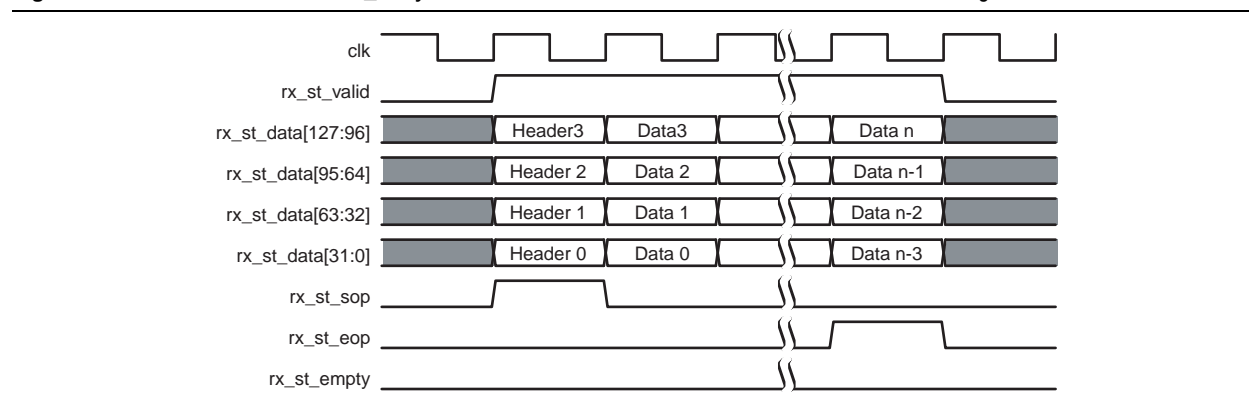 clk
rx_st_valid
rx_st_data[127:96] Header3 Data3 Data n
rx_st_data[95:64] Header 2 Data 2 Data n-1
rx_st_data[63:32] Header 1 Data 1 Data n-2
rx_st_data[31:0] Header 0 Data 0 Data n-3
rx_st_sop
rx_st_eop
rx_st_empty